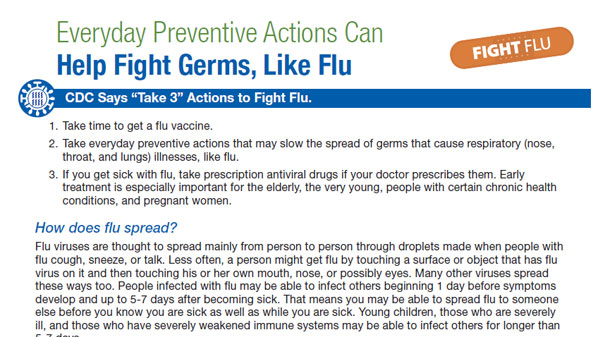 Everyday Preventive Actions Can
Help Fight Germs, Like Flu
FIGHT FLU
CDC Says “Take 3” Actions to Fight Flu.
1. Take time to get a flu vaccine.
2. Take everyday preventive actions that may slow the spread of germs that cause respiratory (nose,
throat, and lungs) illnesses, like flu.
3. If you get sick with flu, take prescription antiviral drugs if your doctor prescribes them. Early
treatment is especially important for the elderly, the very young, people with certain chronic health
conditions, and pregnant women.
How does flu spread?
Flu viruses are thought to spread mainly from person to person through droplets made when people with
flu cough, sneeze, or talk. Less often, a person might get flu by touching a surface or object that has flu
virus on it and then touching his or her own mouth, nose, or possibly eyes. Many other viruses spread
these ways too. People infected with flu may be able to infect others beginning 1 day before symptoms
develop and up to 5-7 days after becoming sick. That means you may be able to spread flu to someone
else before you know you are sick as well as while you are sick. Young children, those who are severely
ill, and those who have severely weakened immune systems may be able to infect others for longer than
5-7 days.